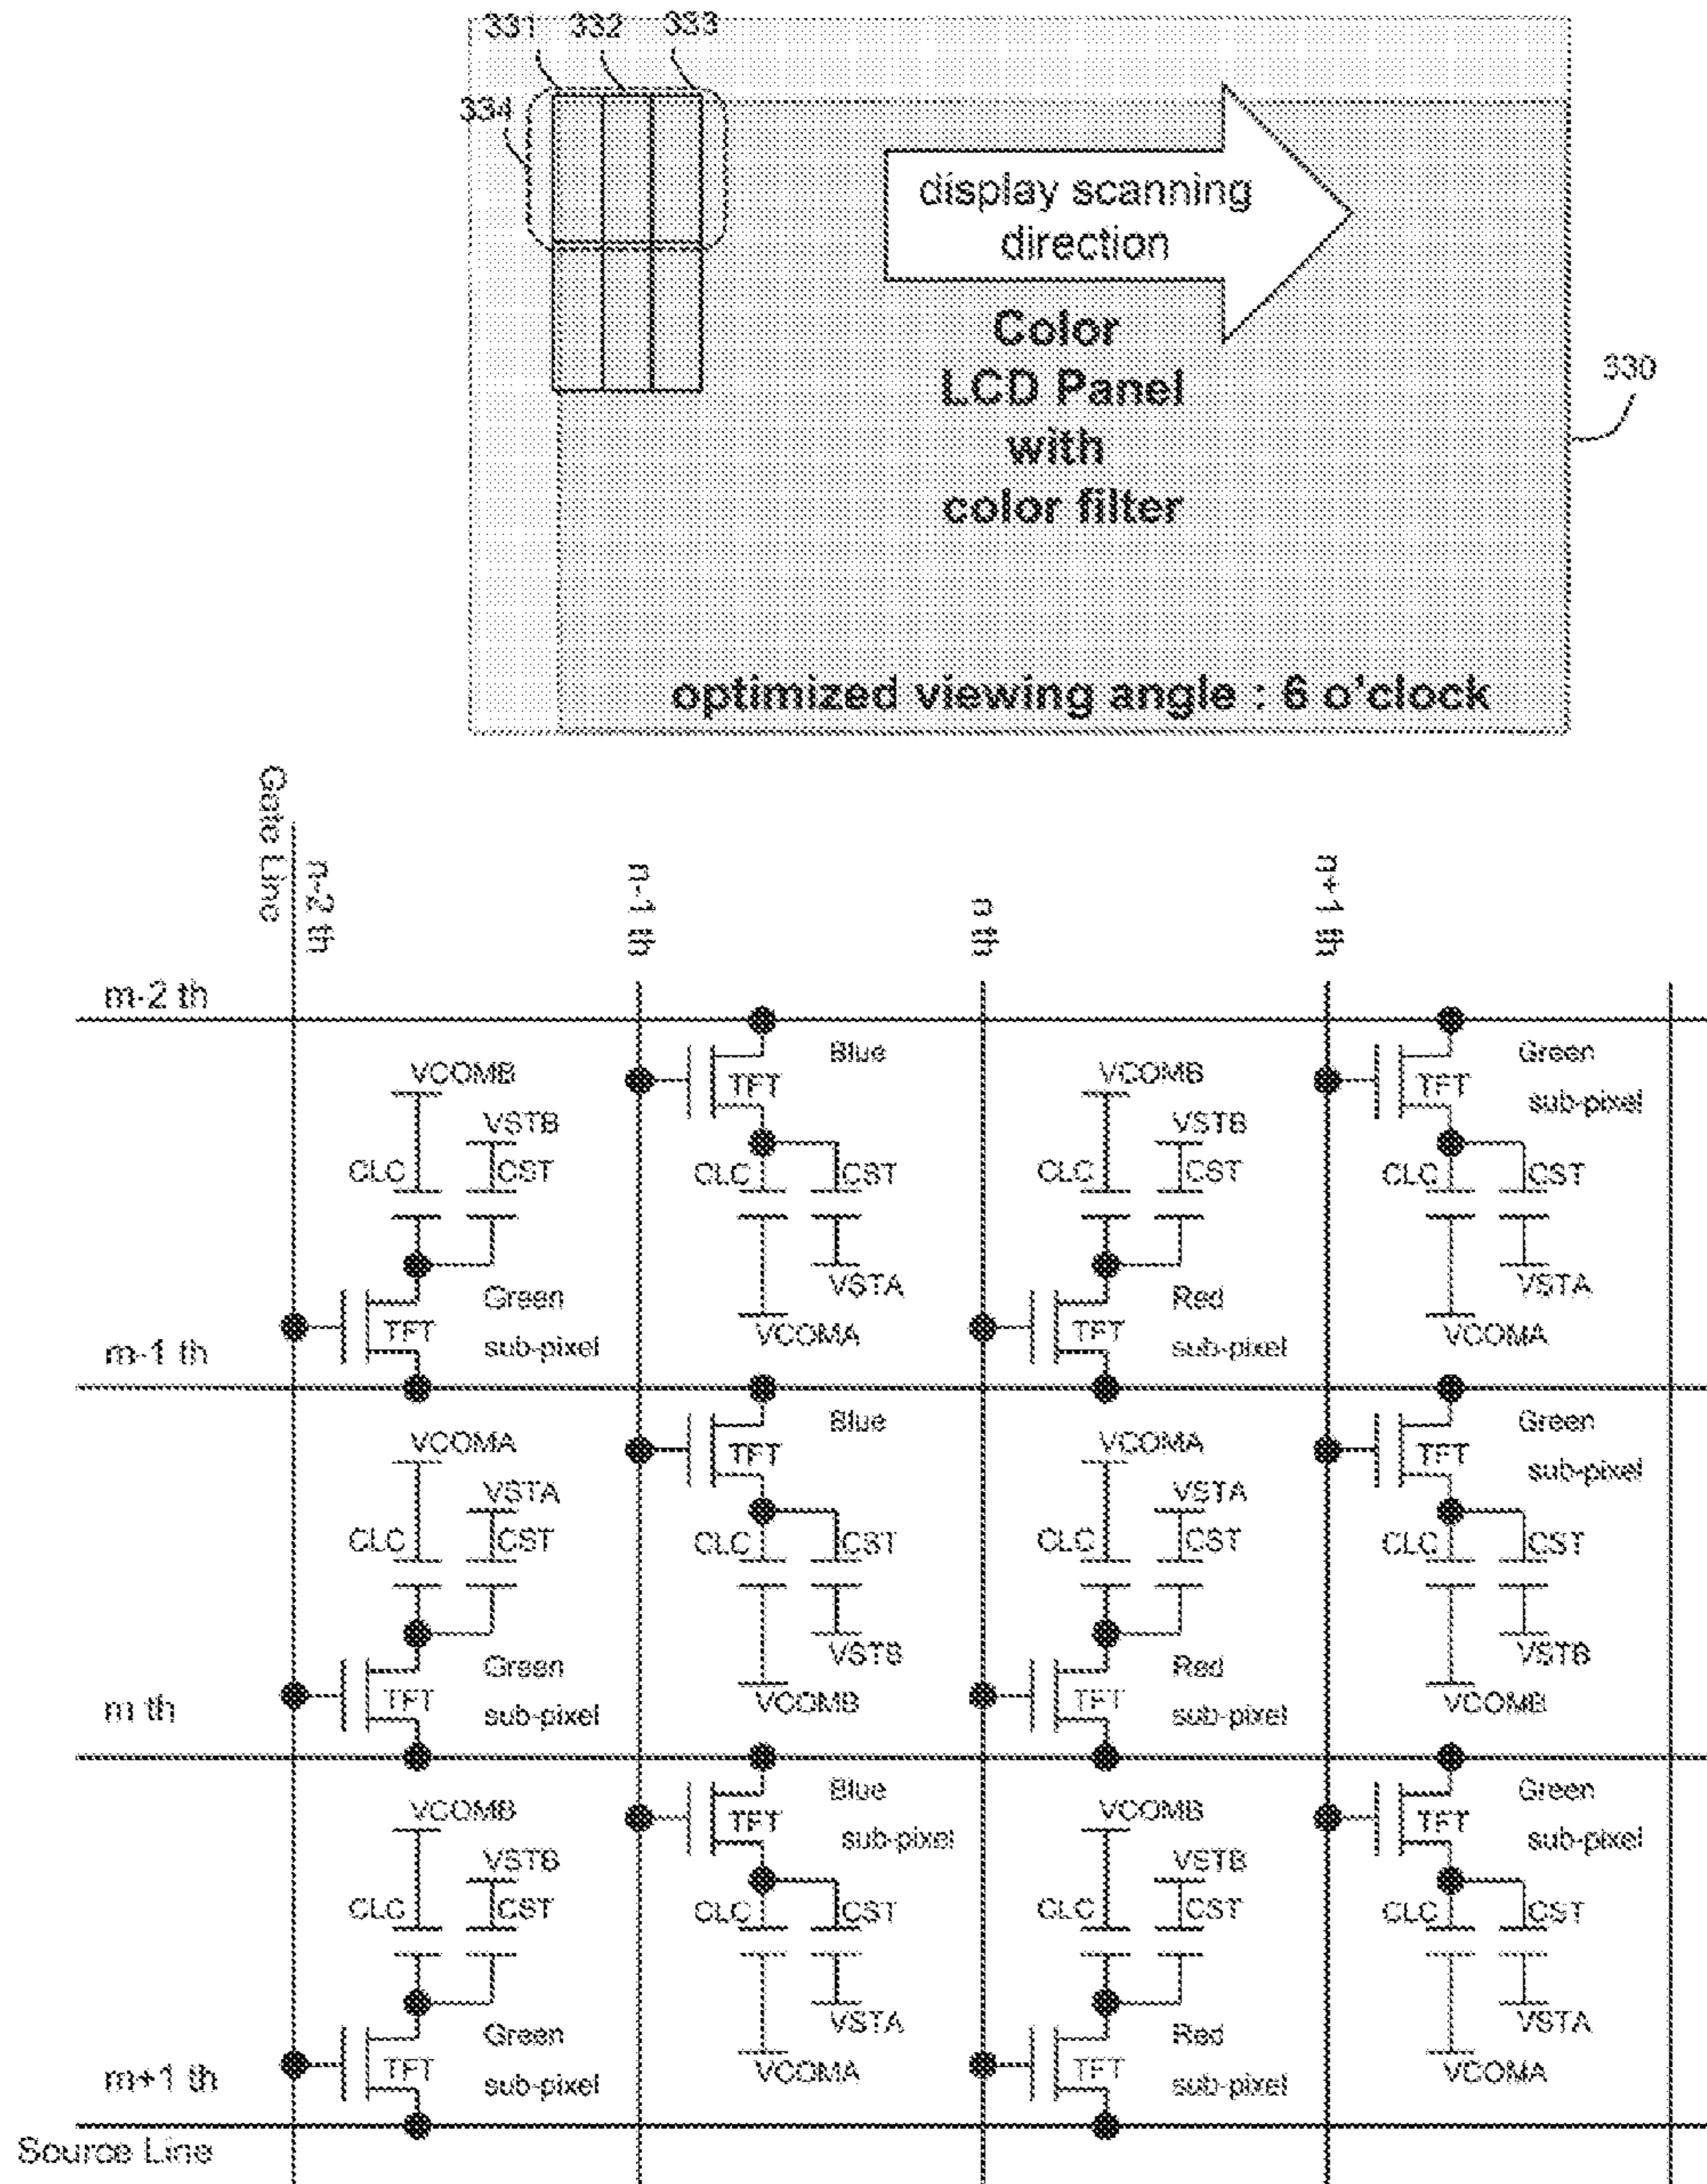 331 332 333
334
display scanning
direction
Color
LCD Panel
with
color filter
330
optimized viewing angle : 6 o'clock
Gate Line
n-2 th
n-1 th
n th
n+1 th
m-2 th
Blue
Green
VCOMB
TFT
VCOMB
TFT
sub-pixel
VSTB
VSTB
CLC
CST
CLC
CST
CLC
CST
CLC
CST
VSTA
VSTA
Green
Red
TFT
sub-pixel
VCOMA
TFT
sub-pixel
VCOMA
m-1 th
Blue
Green
VCOMA
TFT
VCOMA
TFT
sub-pixel
VSTA
VSTA
CLC
CST
CLC
CST
CLC
CST
CLC
CST
VSTB
VSTB
Green
Red
TFT
sub-pixel
VCOMB
TFT
sub-pixel
VCOMB
m th
Blue
Green
VCOMB
TFT
sub-pixel
VCOMB
TFT
sub-pixel
VSTB
VSTB
CLC
CST
CLC
CST
CLC
CST
CLC
CST
VSTA
VSTA
Green
Red
TFT
sub-pixel
VCOMA
TFT
sub-pixel
VCOMA
m+1 th
Source Line